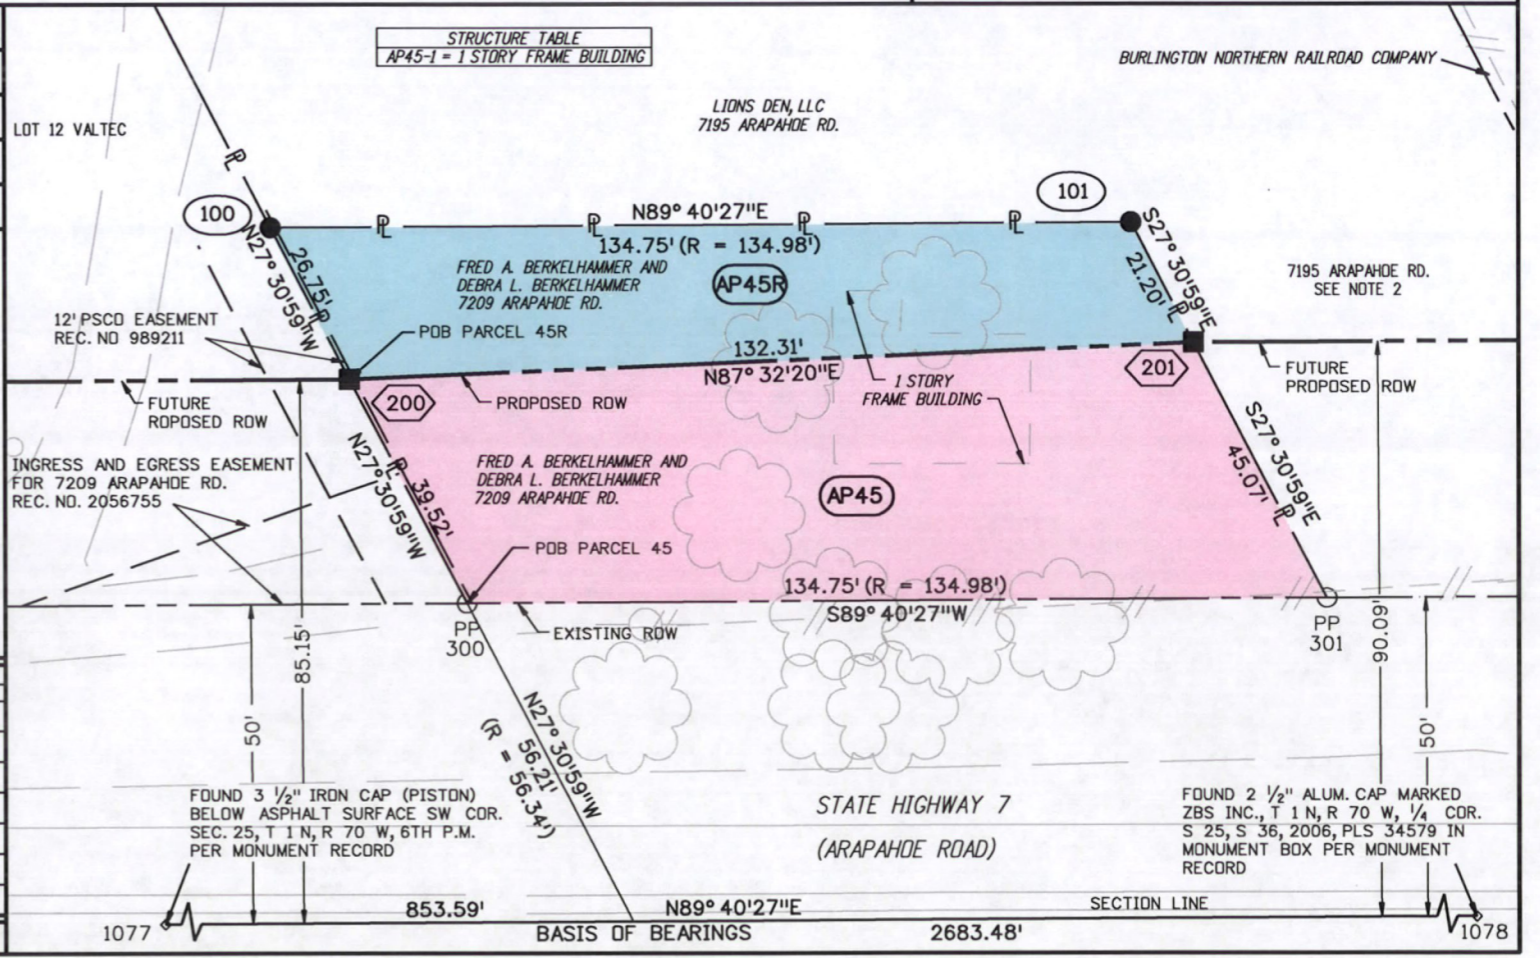 STRUCTURE TABLE
AP45-1 = 1 STORY FRAME BUILDING
BURLINGTON NORTHERN RAILROAD COMPANY
LIONS DEN, LLC
7195 ARAPAHOE RD.
LOT 12 VALTEC
PL
100
101
N89° 40'27"E
PL
PL
PL
PL
134.75' (R = 134.98')
N27° 30'59"W
26.75'
PL
S27° 30'59"E
21.20'
PL
FRED A. BERKELHAMMER AND
DEBRA L. BERKELHAMMER
7209 ARAPAHOE RD.
AP45R
7195 ARAPAHOE RD.
SEE NOTE 2
12' PSCO EASEMENT
REC. NO 989211
POB PARCEL 45R
132.31'
N87° 32'20"E
200
201
PROPOSED ROW
1 STORY
FRAME BUILDING
FUTURE
PROPOSED ROW
FUTURE
ROPOSED ROW
INGRESS AND EGRESS EASEMENT
FOR 7209 ARAPAHOE RD.
REC. NO. 2056755
N27° 30'59"W
PL
39.52'
FRED A. BERKELHAMMER AND
DEBRA L. BERKELHAMMER
7209 ARAPAHOE RD.
AP45
S27° 30'59"E
45.07'
PL
POB PARCEL 45
134.75' (R = 134.98')
S89° 40'27"W
EXISTING ROW
PP
300
PP
301
85.15'
50'
90.09'
50'
N27° 30'59"W
56.21'
(R = 56.34')
FOUND 3 ½" IRON CAP (PISTON)
BELOW ASPHALT SURFACE SW COR.
SEC. 25, T 1 N, R 70 W, 6TH P.M.
PER MONUMENT RECORD
STATE HIGHWAY 7
(ARAPAHOE ROAD)
FOUND 2 ½" ALUM. CAP MARKED
ZBS INC., T 1 N, R 70 W, ¼ COR.
S 25, S 36, 2006, PLS 34579 IN
MONUMENT BOX PER MONUMENT
RECORD
853.59'
N89° 40'27"E
SECTION LINE
1077
BASIS OF BEARINGS
2683.48'
1078